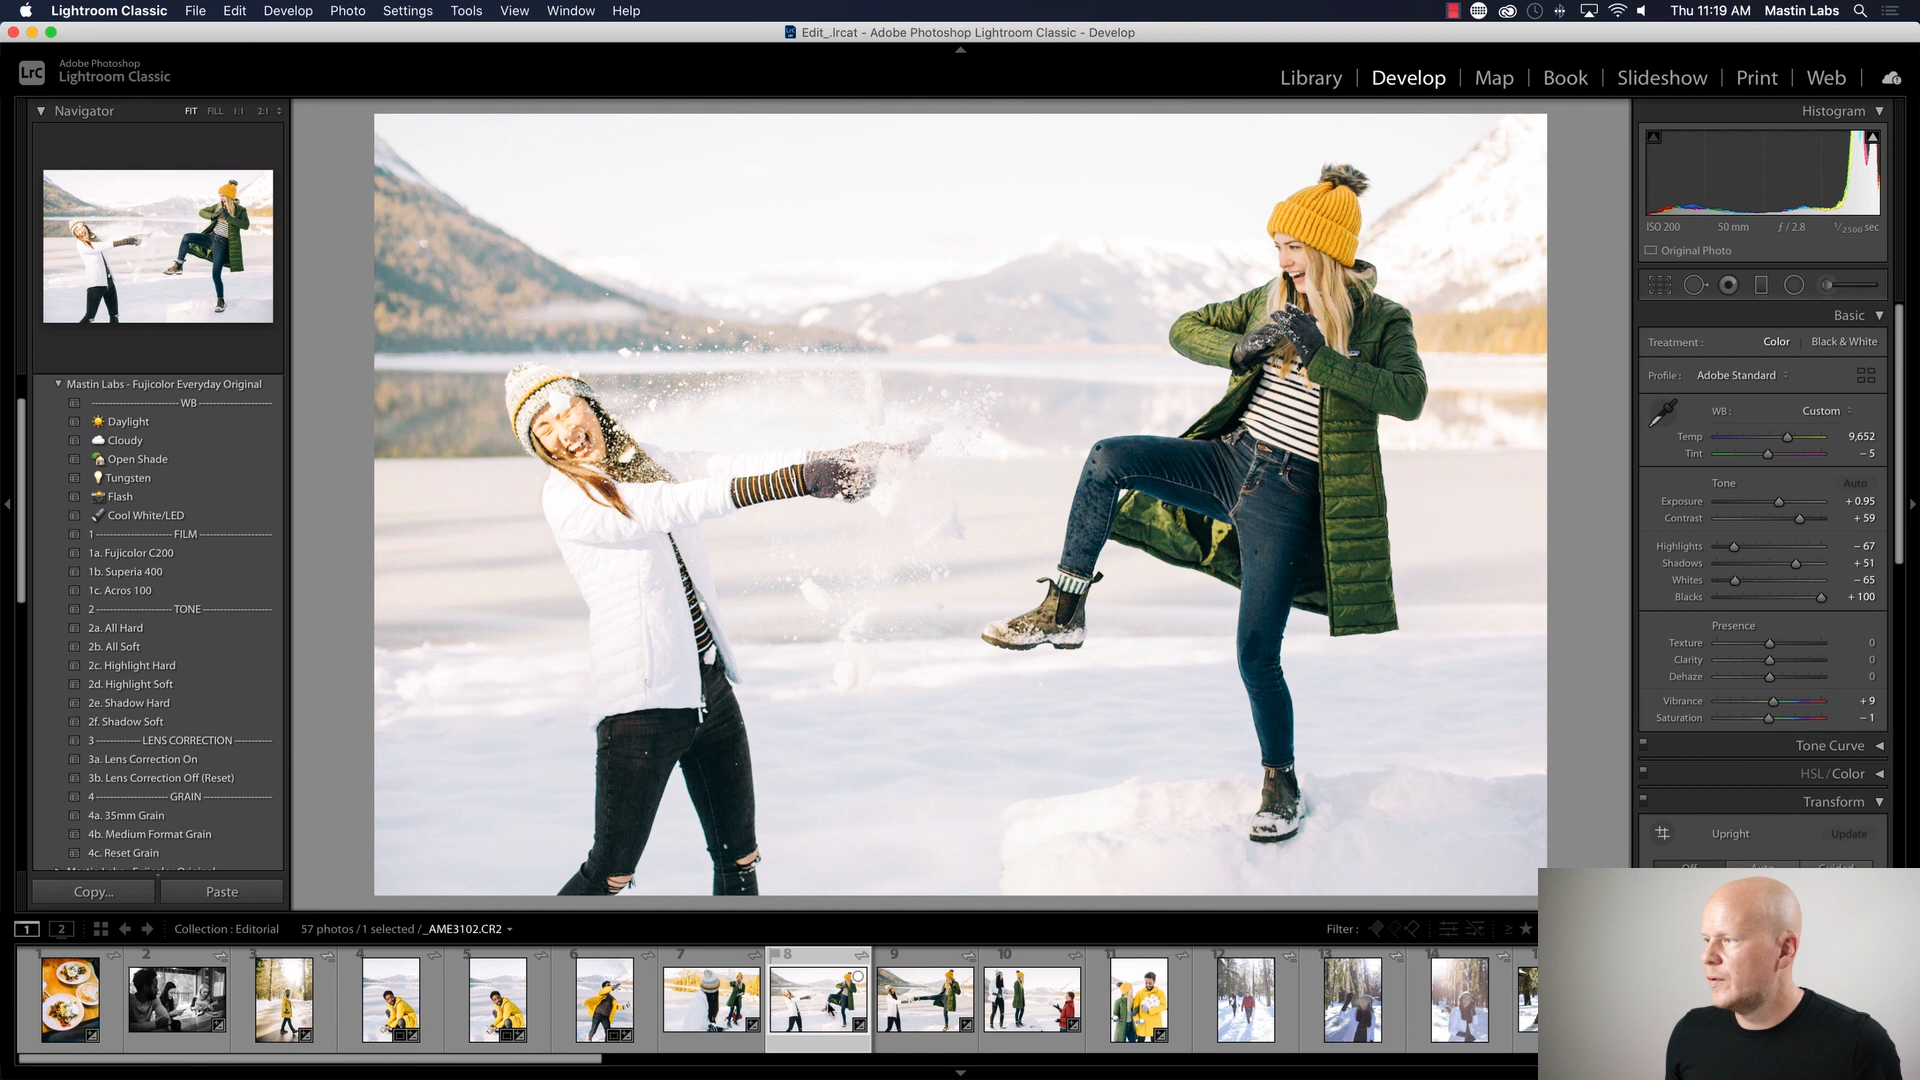 Lightroom Classic File Edit Develop Photo Settings Tools View Window Help Thu 11:19 AM Mastin Labs
Edit_.lrcat - Adobe Photoshop Lightroom Classic - Develop
LrC
Adobe Photoshop
Lightroom Classic
Library | Develop | Map | Book | Slideshow | Print | Web
Navigator FIT FILL 1:1 2:1
Mastin Labs - Fujicolor Everyday Original
WB
Daylight
Cloudy
Open Shade
Tungsten
Flash
Cool White/LED
1 FILM
1a. Fujicolor C200
1b. Superia 400
1c. Acros 100
2 TONE
2a. All Hard
2b. All Soft
2c. Highlight Hard
2d. Highlight Soft
2e. Shadow Hard
2f. Shadow Soft
3 LENS CORRECTION
3a. Lens Correction On
3b. Lens Correction Off (Reset)
4 GRAIN
4a. 35mm Grain
4b. Medium Format Grain
4c. Reset Grain
Copy... Paste
Histogram
ISO 200 50 mm ƒ / 2.8 1/2500 sec
Original Photo
Basic
Treatment : Color | Black & White
Profile : Adobe Standard
WB : Custom
Temp 9,652
Tint – 5
Tone Auto
Exposure + 0.95
Contrast + 59
Highlights – 67
Shadows + 51
Whites – 65
Blacks + 100
Presence
Texture 0
Clarity 0
Dehaze 0
Vibrance + 9
Saturation – 1
Tone Curve
HSL / Color
Transform
Upright Update
1 2 Collection : Editorial 57 photos / 1 selected / _AME3102.CR2 Filter : ≥
1 2 3 4 5 6 7 8 9 10 11 12 13 14